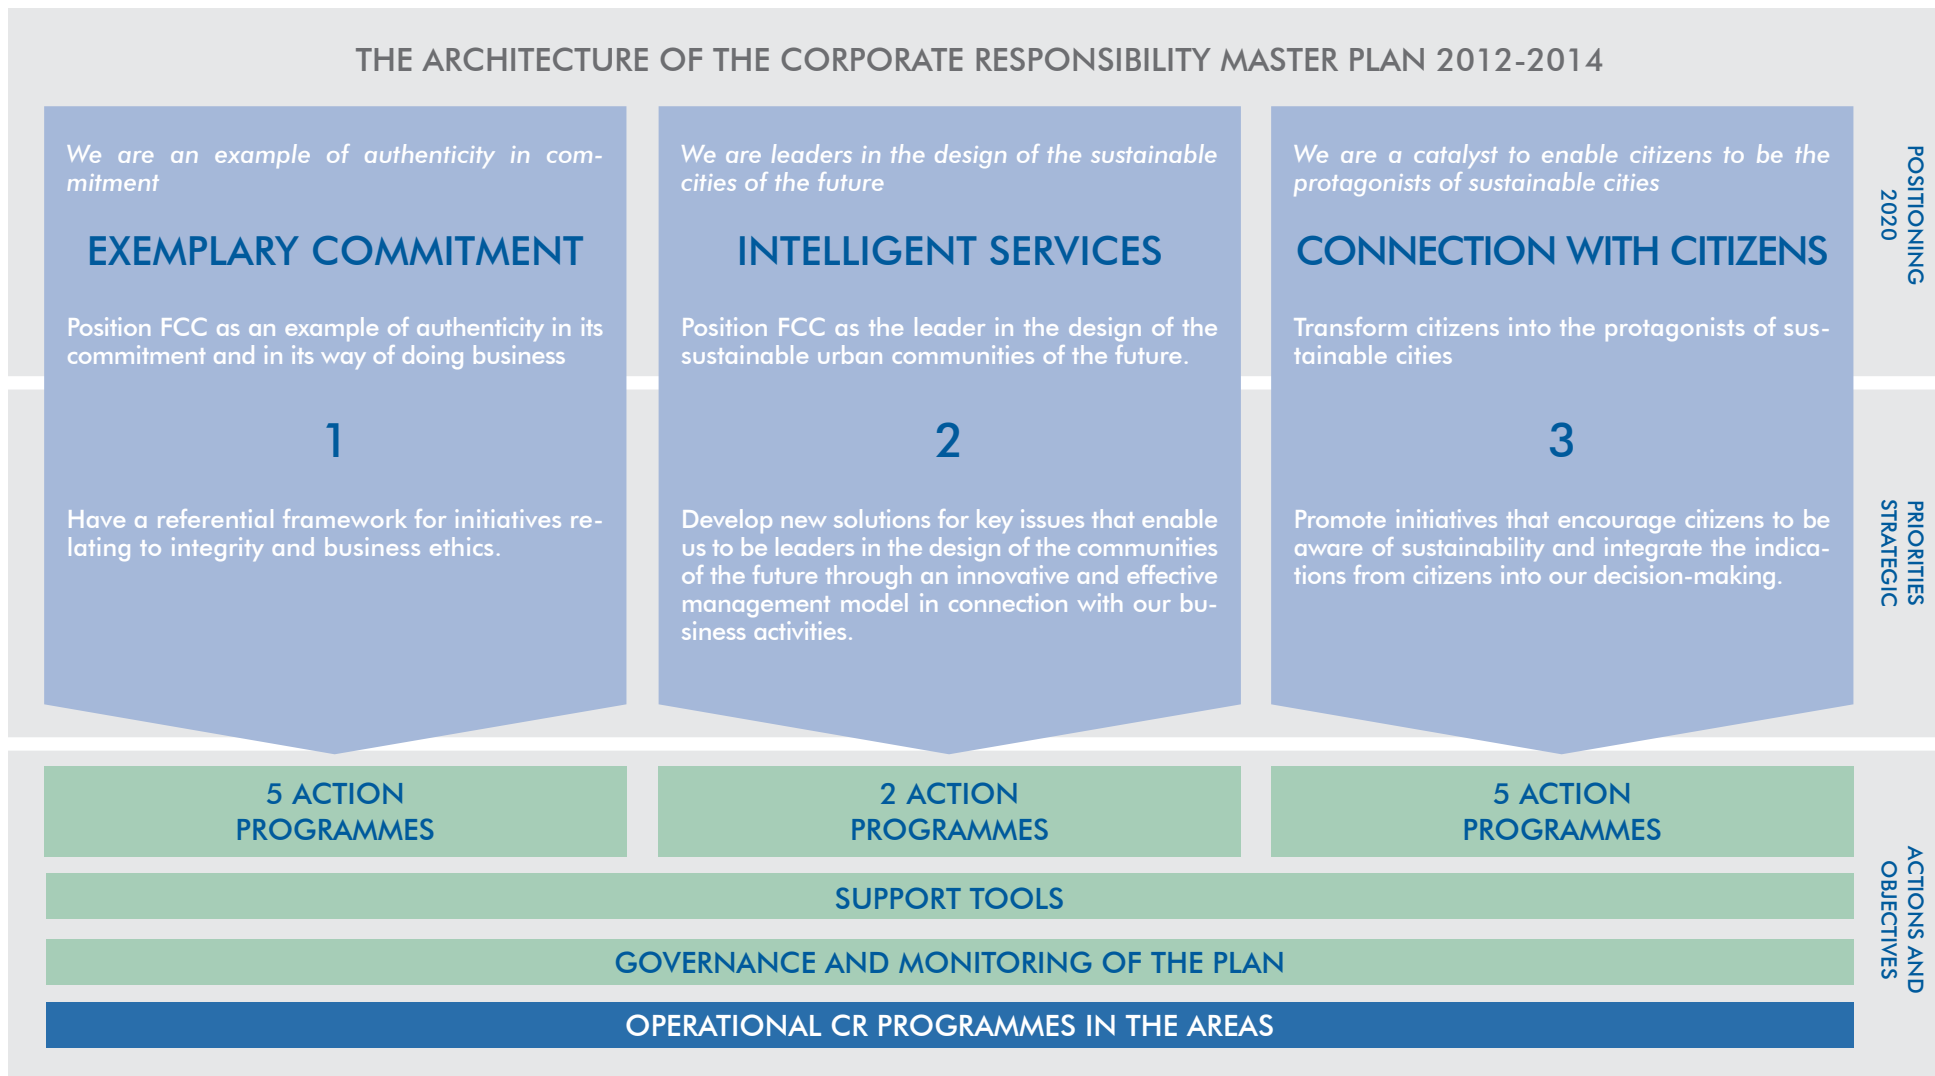 THE ARCHITECTURE OF THE CORPORATE RESPONSIBILITY MASTER PLAN 2012-2014
We are an example of authenticity in com-
mitment
EXEMPLARY COMMITMENT
Position FCC as an example of authenticity in its
commitment and in its way of doing business
1
Have a referential framework for initiatives re-
lating to integrity and business ethics.
We are leaders in the design of the sustainable
cities of the future
INTELLIGENT SERVICES
Position FCC as the leader in the design of the
sustainable urban communities of the future.
2
Develop new solutions for key issues that enable
us to be leaders in the design of the communities
of the future through an innovative and effective
management model in connection with our bu-
siness activities.
We are a catalyst to enable citizens to be the
protagonists of sustainable cities
CONNECTION WITH CITIZENS
Transform citizens into the protagonists of sus-
tainable cities
3
Promote initiatives that encourage citizens to be
aware of sustainability and integrate the indica-
tions from citizens into our decision-making.
POSITIONING
2020
PRIORITIES
STRATEGIC
5 ACTION
PROGRAMMES
2 ACTION
PROGRAMMES
5 ACTION
PROGRAMMES
SUPPORT TOOLS
GOVERNANCE AND MONITORING OF THE PLAN
OPERATIONAL CR PROGRAMMES IN THE AREAS
ACTIONS AND
OBJECTIVES